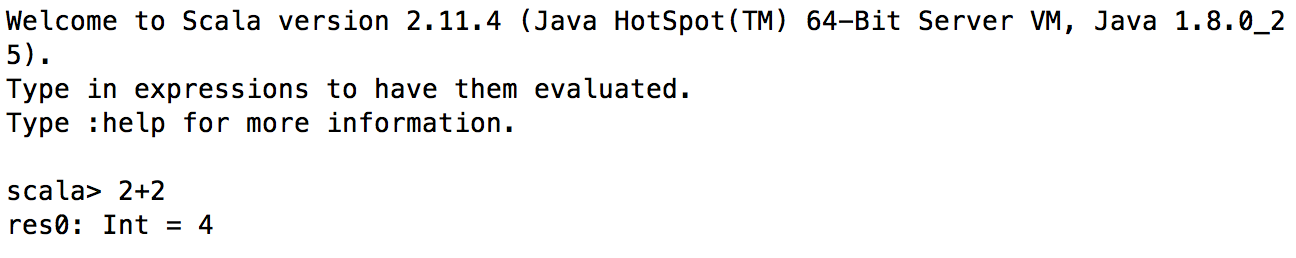 Welcome to Scala version 2.11.4 (Java HotSpot(TM) 64-Bit Server VM, Java 1.8.0_2
5).
Type in expressions to have them evaluated.
Type :help for more information.
scala> 2+2
res0: Int = 4